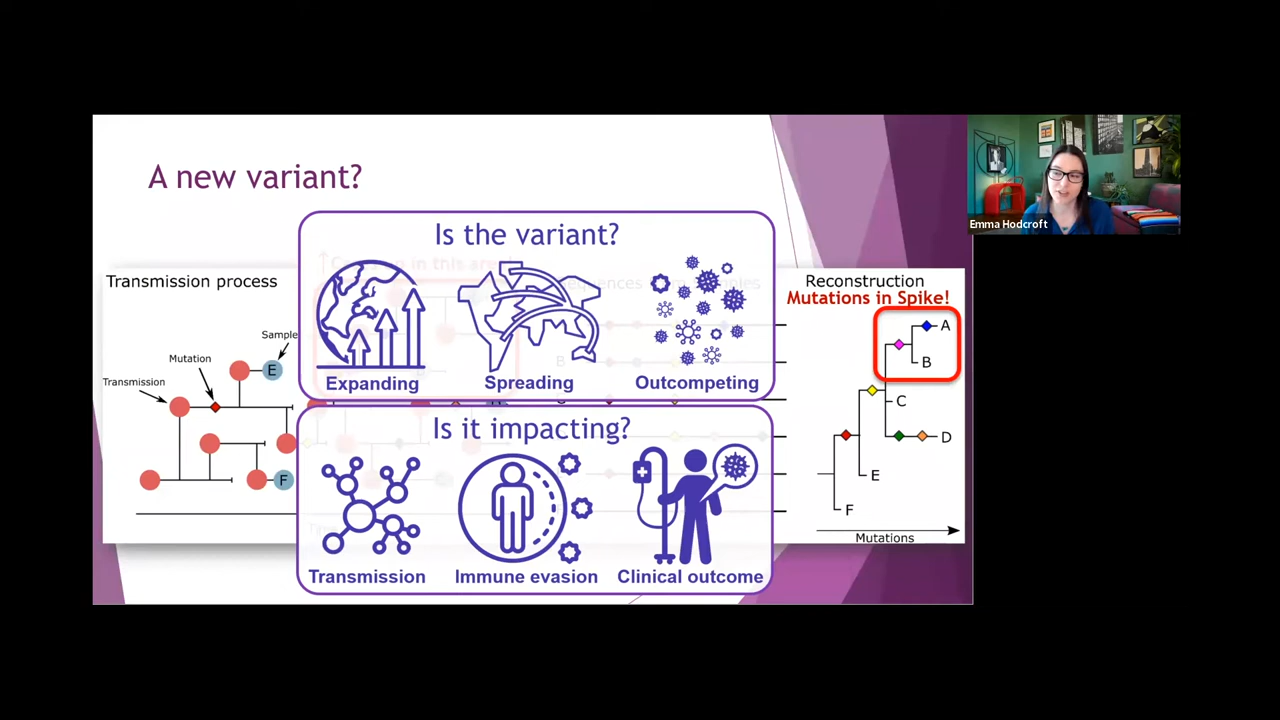 A new variant?
Emma Hodcroft
Is the variant?
Expanding
Spreading
Outcompeting
Is it impacting?
Transmission
Immune evasion
Clinical outcome
Transmission process
Sample
Mutation
Transmission
E
F
Reconstruction
Mutations in Spike!
A
B
C
D
E
F
Mutations